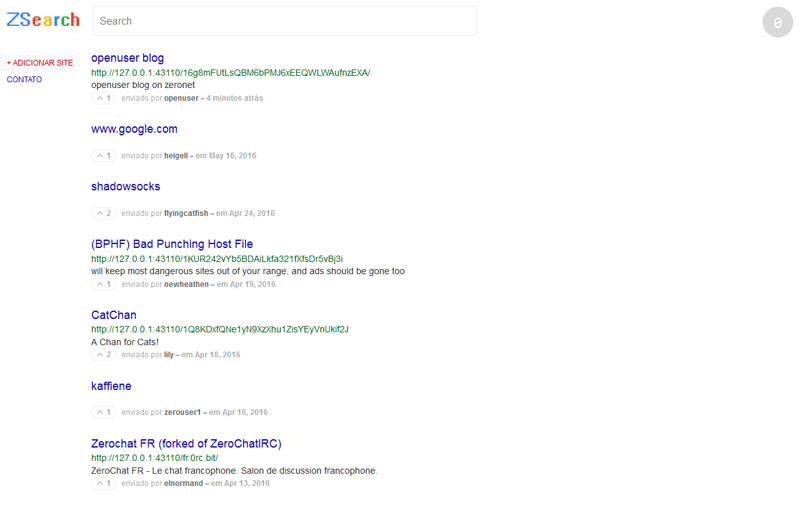 ZSearch
Search
0
+ ADICIONAR SITE
CONTATO
openuser blog
http://127.0.0.1:43110/16g8mFUtLsQBM6bPMJ6xEEQWLWAufnzEXA/
openuser blog on zeronet
1 enviado por openuser – 4 minutos atrás
www.google.com
1 enviado por heigell – em May 16, 2016
shadowsocks
2 enviado por flyingcatfish – em Apr 24, 2016
(BPHF) Bad Punching Host File
http://127.0.0.1:43110/1KUR242vYb5BDAiLkfa321fXfsDr5vBj3i
will keep most dangerous sites out of your range, and ads should be gone too
1 enviado por newheathen – em Apr 19, 2016
CatChan
http://127.0.0.1:43110/1Q8KDxfQNe1yN9XzXhu1ZisYEyVnUkif2J
A Chan for Cats!
2 enviado por lily – em Apr 18, 2016
kaffiene
1 enviado por zerouser1 – em Apr 16, 2016
Zerochat FR (forked of ZeroChatIRC)
http://127.0.0.1:43110/fr.0rc.bit/
ZeroChat FR - Le chat francophone. Salon de discussion francophone.
1 enviado por elnormand – em Apr 13, 2016